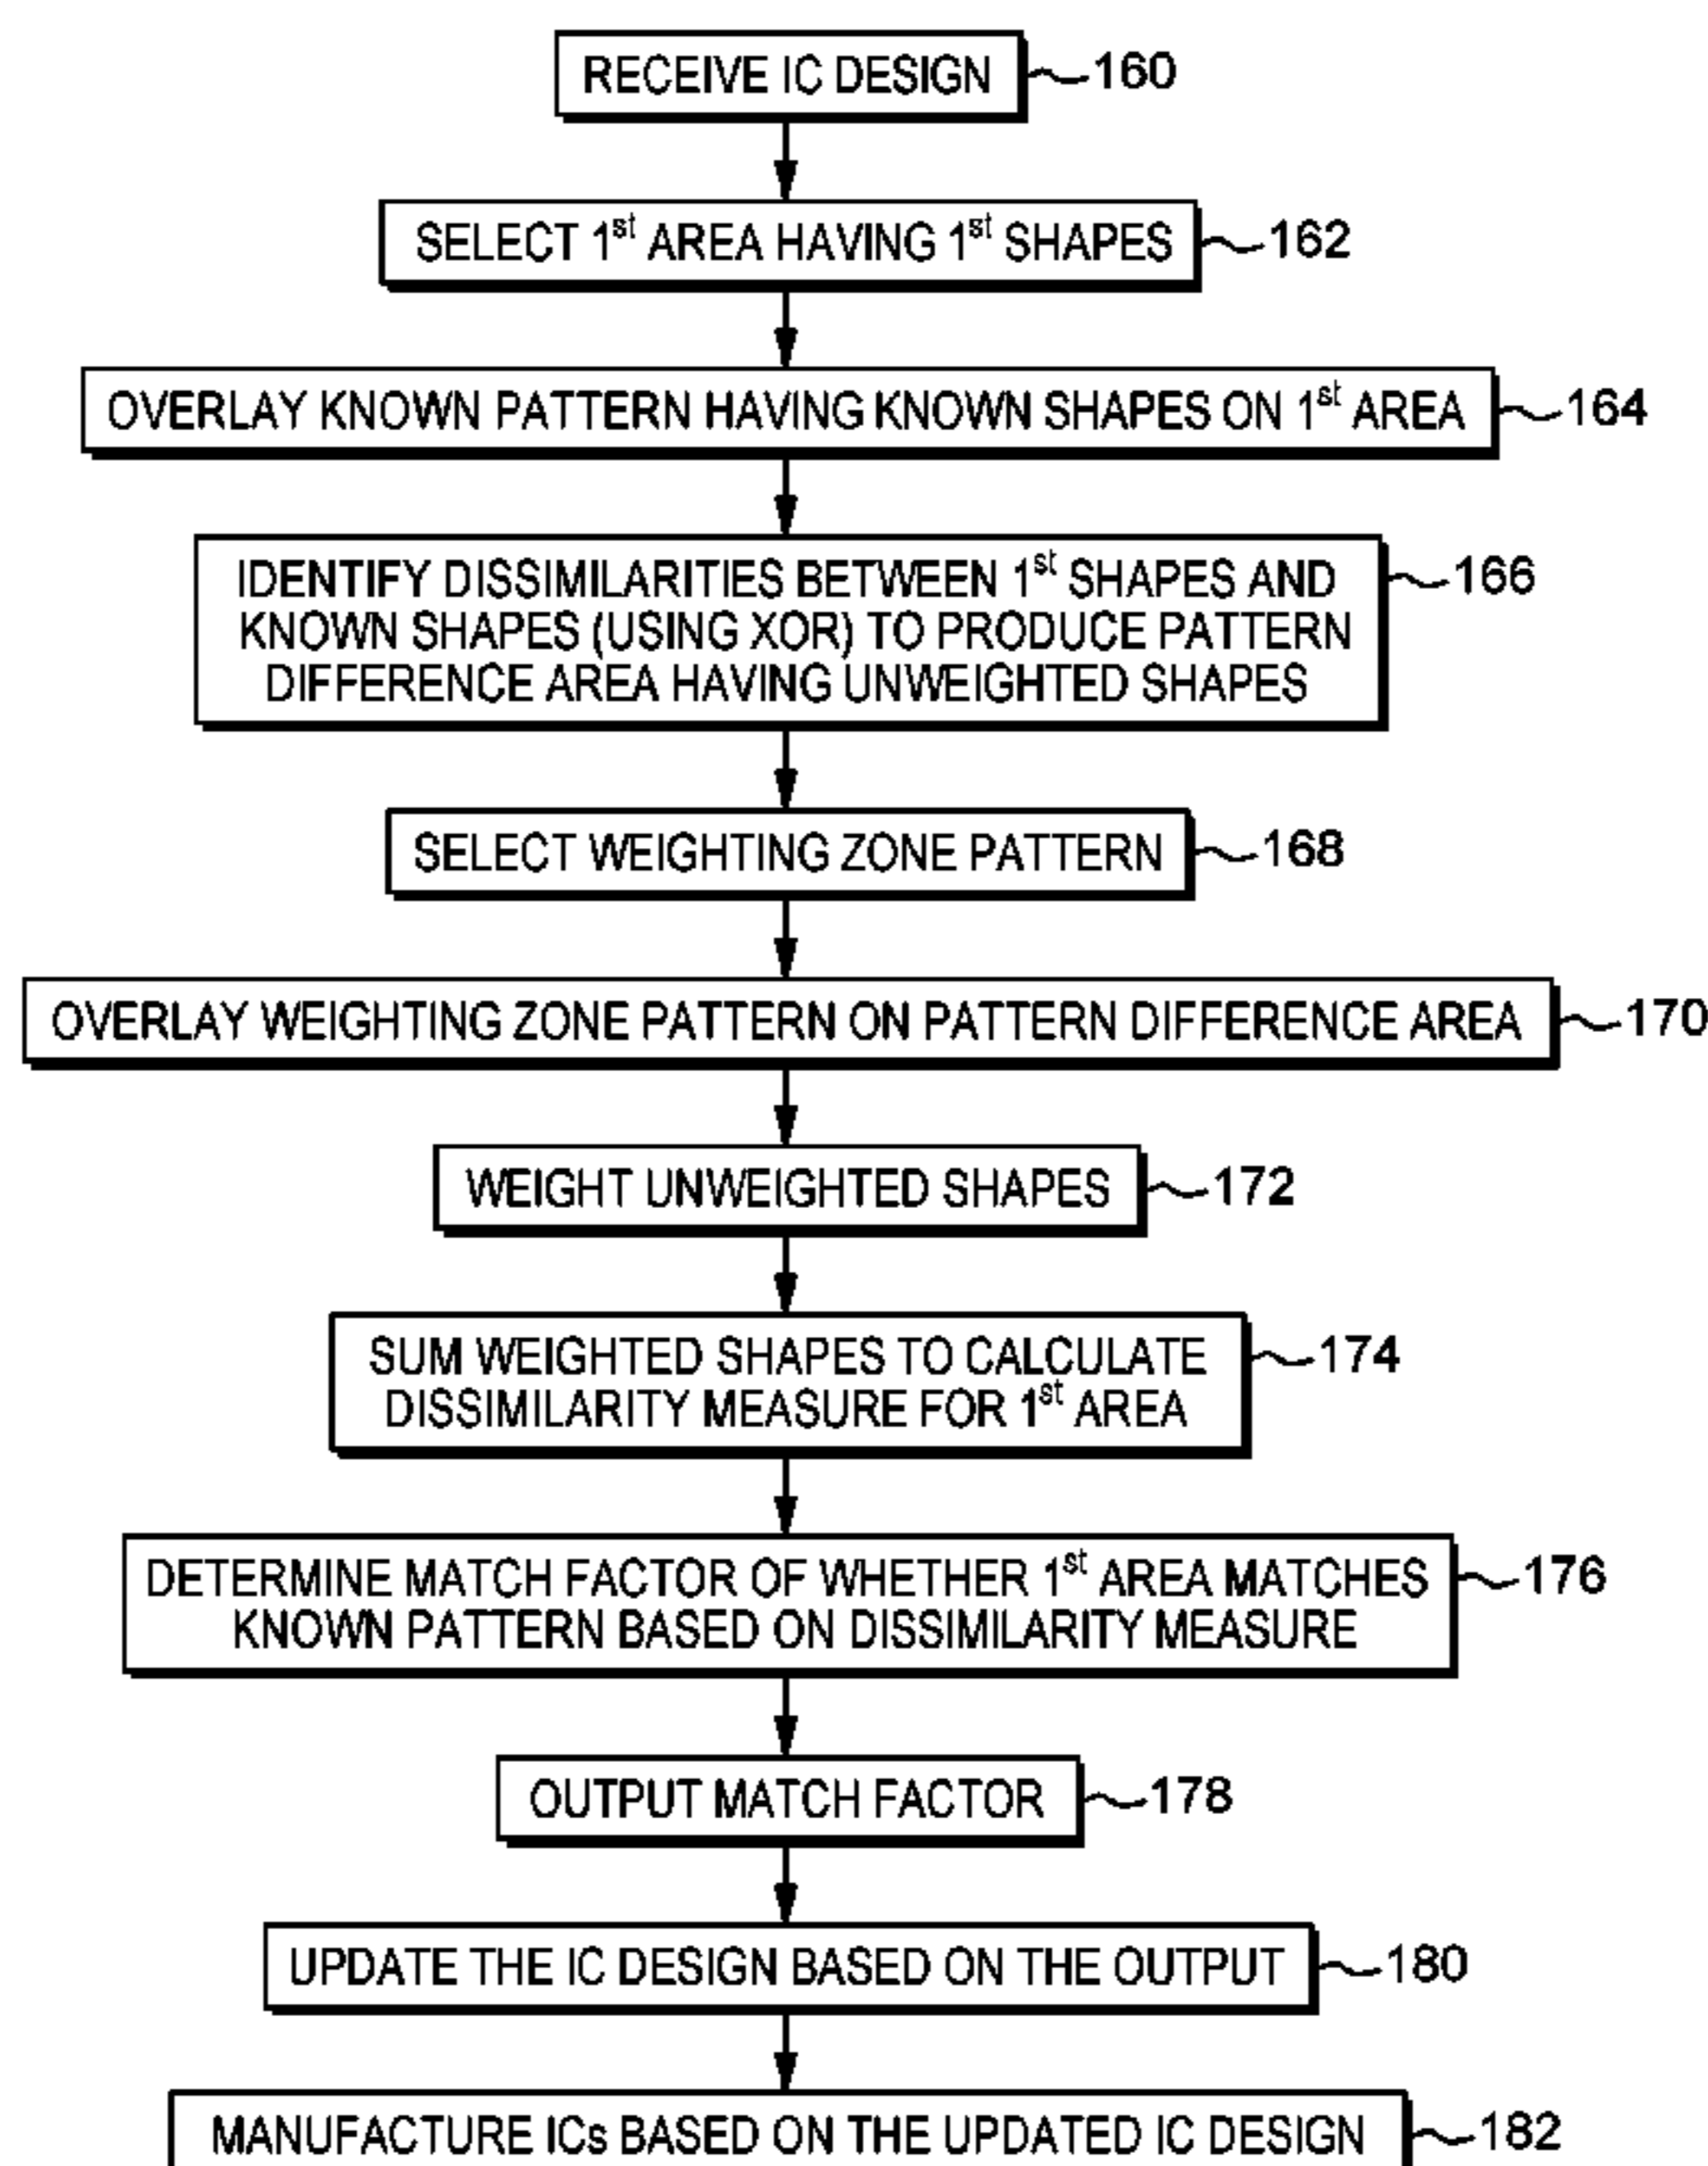 RECEIVE IC DESIGN 160
SELECT 1st AREA HAVING 1st SHAPES 162
OVERLAY KNOWN PATTERN HAVING KNOWN SHAPES ON 1st AREA 164
IDENTIFY DISSIMILARITIES BETWEEN 1st SHAPES AND 166
KNOWN SHAPES (USING XOR) TO PRODUCE PATTERN
DIFFERENCE AREA HAVING UNWEIGHTED SHAPES
SELECT WEIGHTING ZONE PATTERN 168
OVERLAY WEIGHTING ZONE PATTERN ON PATTERN DIFFERENCE AREA 170
WEIGHT UNWEIGHTED SHAPES 172
SUM WEIGHTED SHAPES TO CALCULATE 174
DISSIMILARITY MEASURE FOR 1st AREA
DETERMINE MATCH FACTOR OF WHETHER 1st AREA MATCHES 176
KNOWN PATTERN BASED ON DISSIMILARITY MEASURE
OUTPUT MATCH FACTOR 178
UPDATE THE IC DESIGN BASED ON THE OUTPUT 180
MANUFACTURE ICs BASED ON THE UPDATED IC DESIGN 182